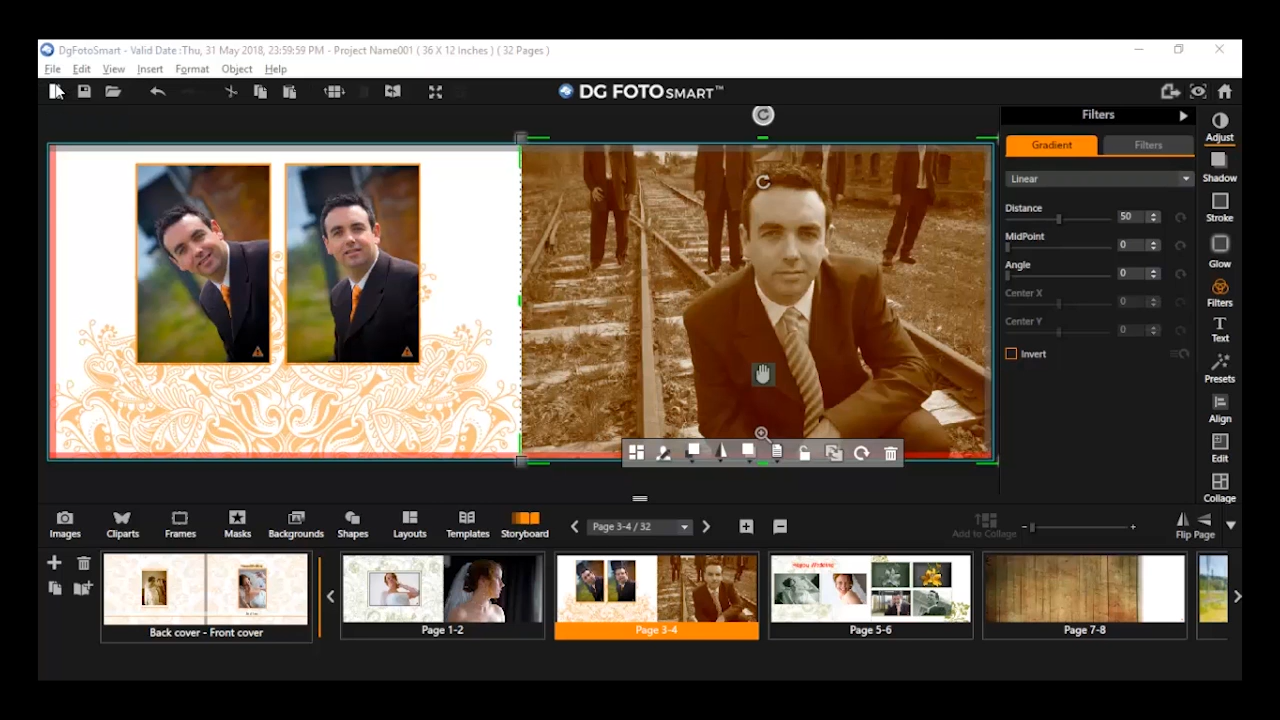 DgFotoSmart - Valid Date :Thu, 31 May 2018, 23:59:59 PM - Project Name001 ( 36 X 12 Inches ) ( 32 Pages )
File Edit View Insert Format Object Help
DG FOTO SMART™
Filters
Gradient Filters
Linear
Distance 50
MidPoint 0
Angle 0
Center X 0
Center Y 0
Invert
Adjust
Shadow
Stroke
Glow
Filters
Text
Presets
Align
Edit
Collage
Images Cliparts Frames Masks Backgrounds Shapes Layouts Templates Storyboard
Page 3-4 / 32
Add to Collage
Flip Page
Happy Wedding
Back cover - Front cover
Page 1-2
Page 3-4
Page 5-6
Page 7-8